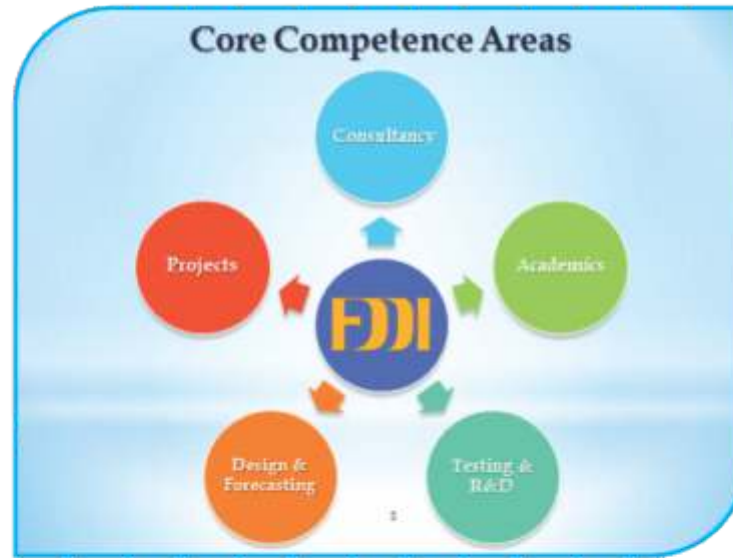 Core Competence Areas
Consultancy
Projects
Academics
FDDI
Design &
Forecasting
Testing &
R&D